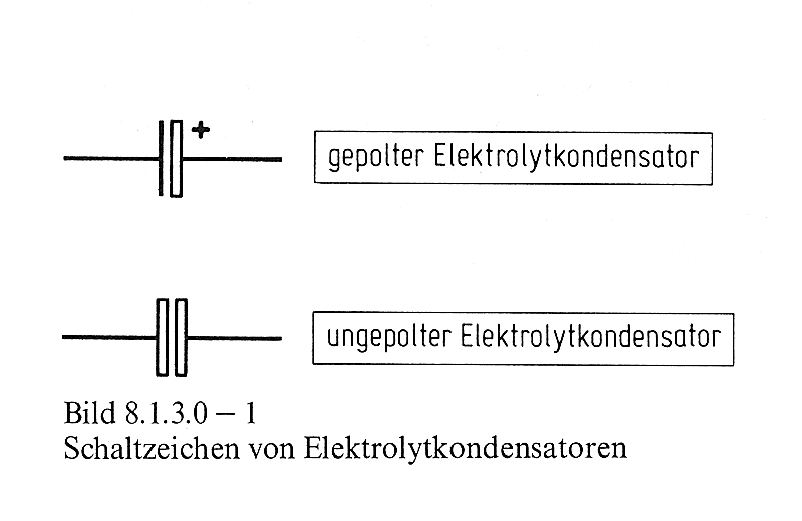 +
gepolter Elektrolytkondensator
ungepolter Elektrolytkondensator
Bild 8.1.3.0 – 1
Schaltzeichen von Elektrolytkondensatoren